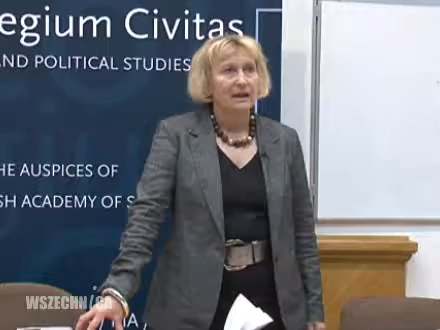 egium Civitas
AND POLITICAL STUDIES
HE AUSPICES OF
SH ACADEMY OF S
WSZECHNICA